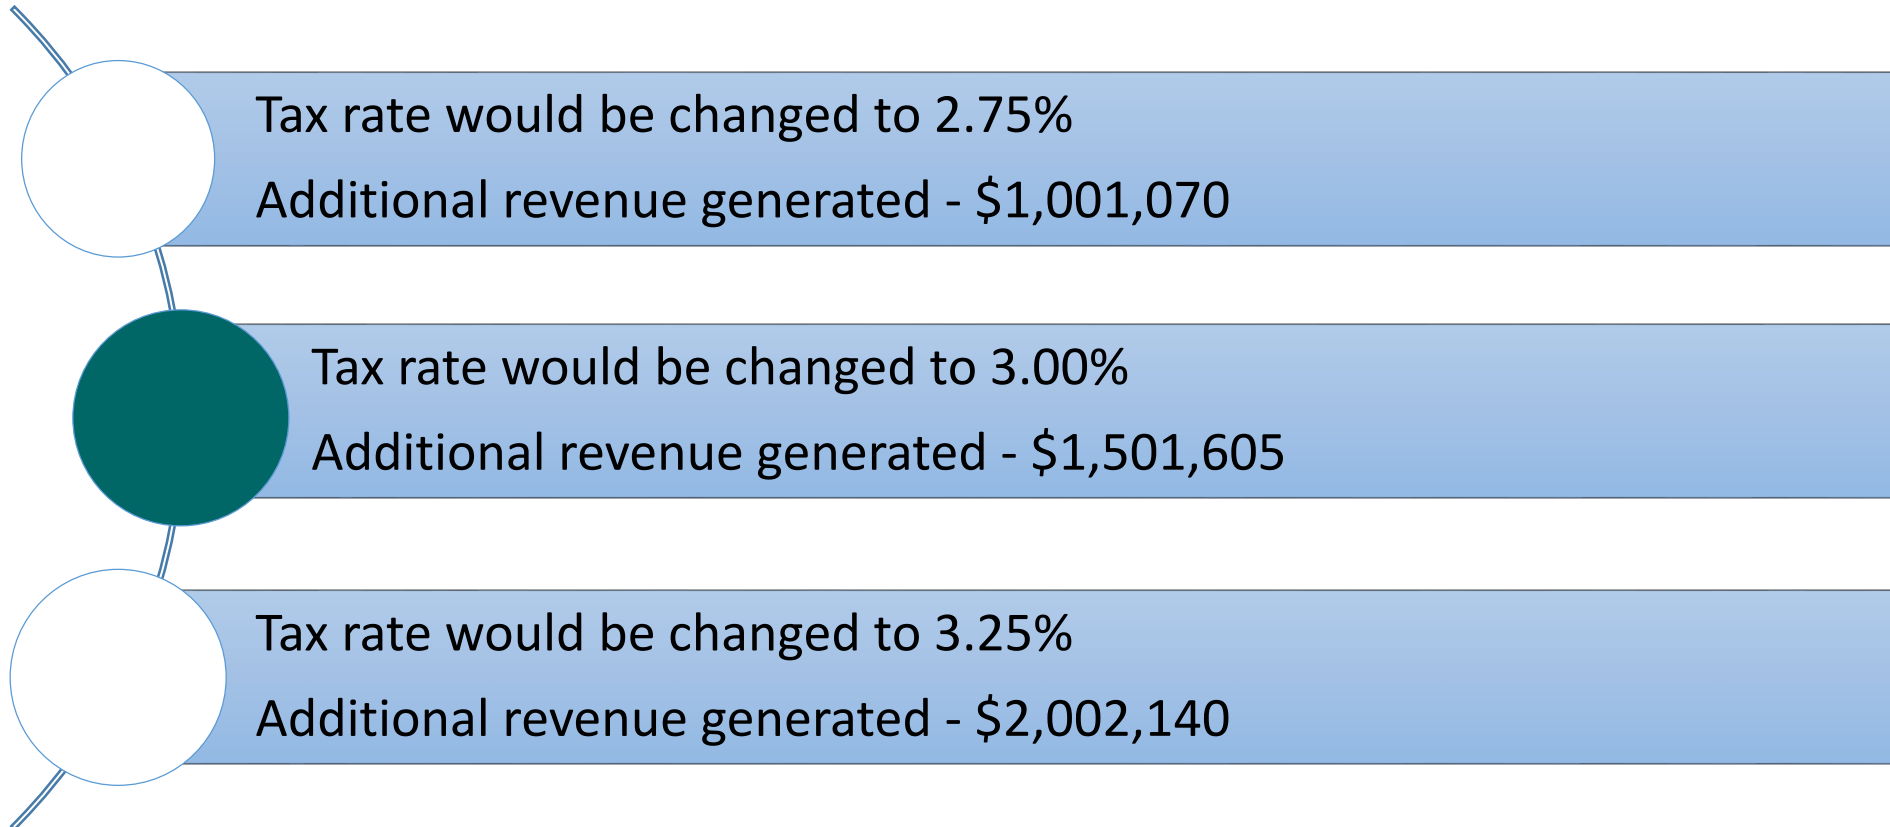 Tax rate would be changed to 2.75%
Additional revenue generated - $1,001,070
Tax rate would be changed to 3.00%
Additional revenue generated - $1,501,605
Tax rate would be changed to 3.25%
Additional revenue generated - $2,002,140